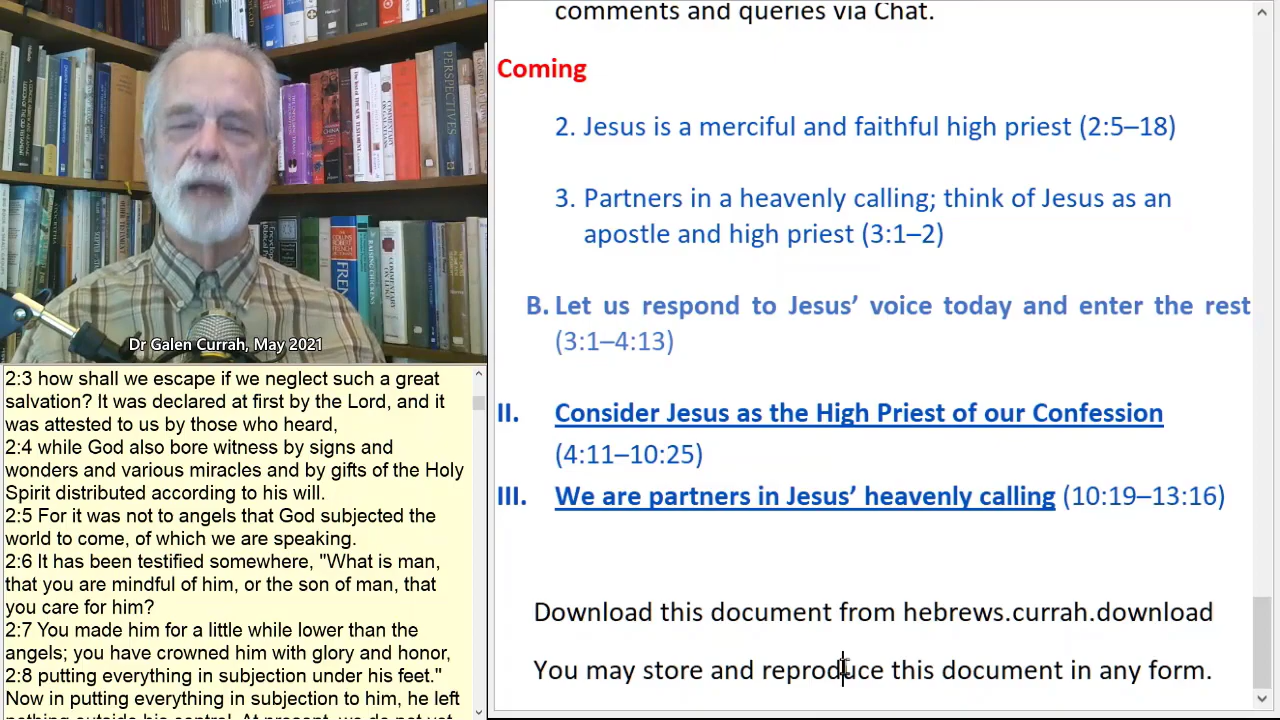 PERSPECTIVES
Dr Galen Currah, May 2021
2:3 how shall we escape if we neglect such a great
salvation? It was declared at first by the Lord, and it
was attested to us by those who heard,
2:4 while God also bore witness by signs and
wonders and various miracles and by gifts of the Holy
Spirit distributed according to his will.
2:5 For it was not to angels that God subjected the
world to come, of which we are speaking.
2:6 It has been testified somewhere, "What is man,
that you are mindful of him, or the son of man, that
you care for him?
2:7 You made him for a little while lower than the
angels; you have crowned him with glory and honor,
2:8 putting everything in subjection under his feet."
Now in putting everything in subjection to him, he left
nothing outside his control. At present, we do not yet
comments and queries via Chat.
Coming
2. Jesus is a merciful and faithful high priest (2:5–18)
3. Partners in a heavenly calling; think of Jesus as an
apostle and high priest (3:1–2)
B. Let us respond to Jesus’ voice today and enter the rest
(3:1–4:13)
II. Consider Jesus as the High Priest of our Confession
(4:11–10:25)
III. We are partners in Jesus’ heavenly calling (10:19–13:16)
Download this document from hebrews.currah.download
You may store and reproduce this document in any form.